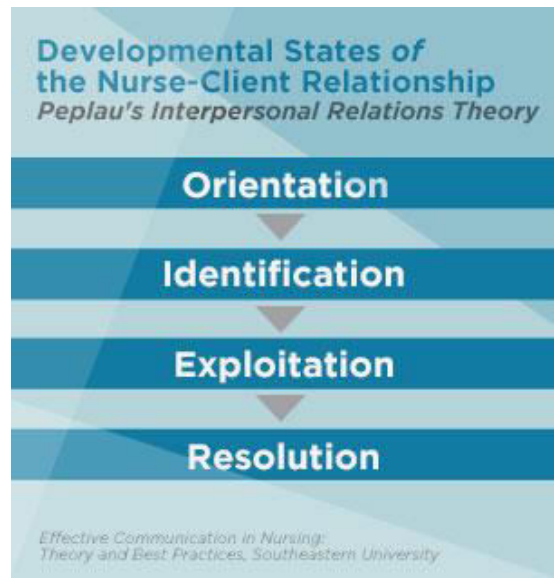 Developmental States of
the Nurse-Client Relationship
Peplau's Interpersonal Relations Theory
Orientation
Identification
Exploitation
Resolution
Effective Communication in Nursing:
Theory and Best Practices, Southeastern University